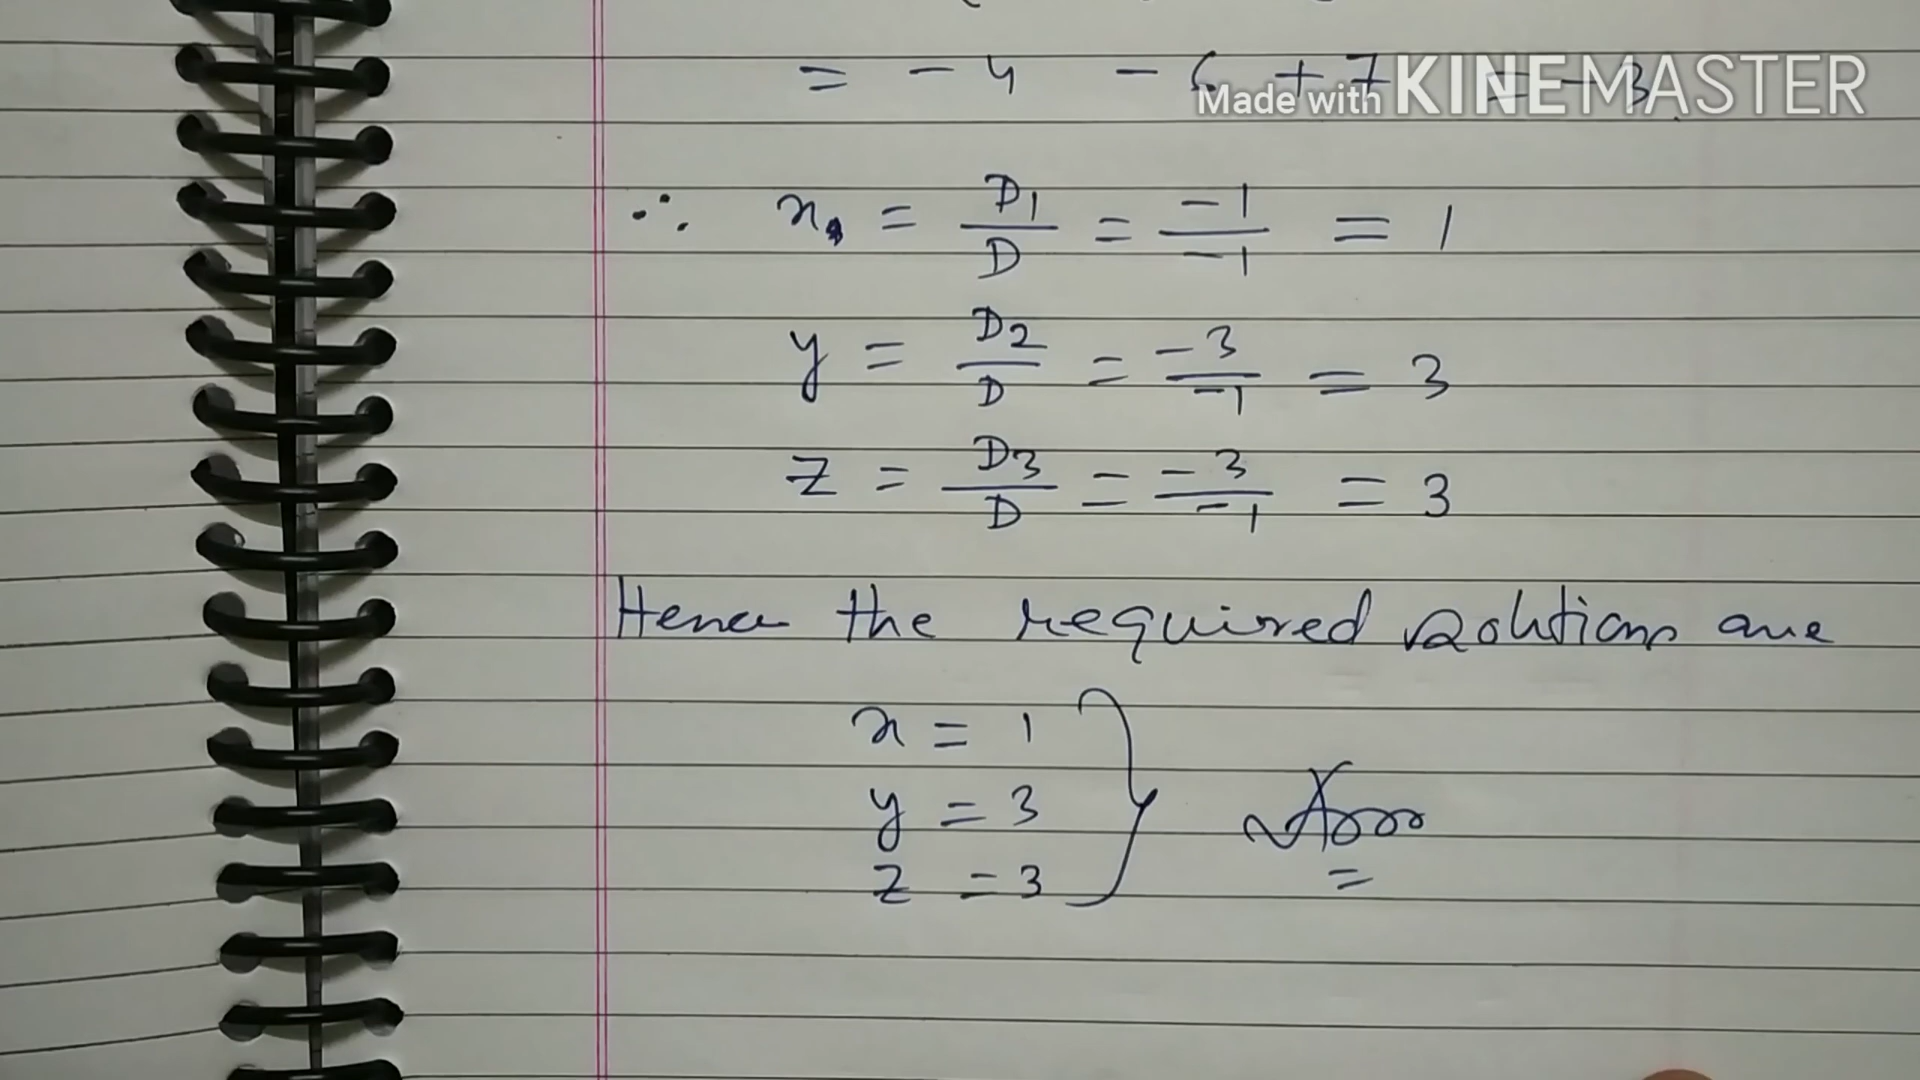 = - 4 - 6 + 7 = - 3
Made with KINEMASTER
∴ x = D1/D = -1/-1 = 1
y = D2/D = -3/-1 = 3
z = D3/D = -3/-1 = 3
Hence the required solutions are
x = 1
y = 3
z = 3
Ans